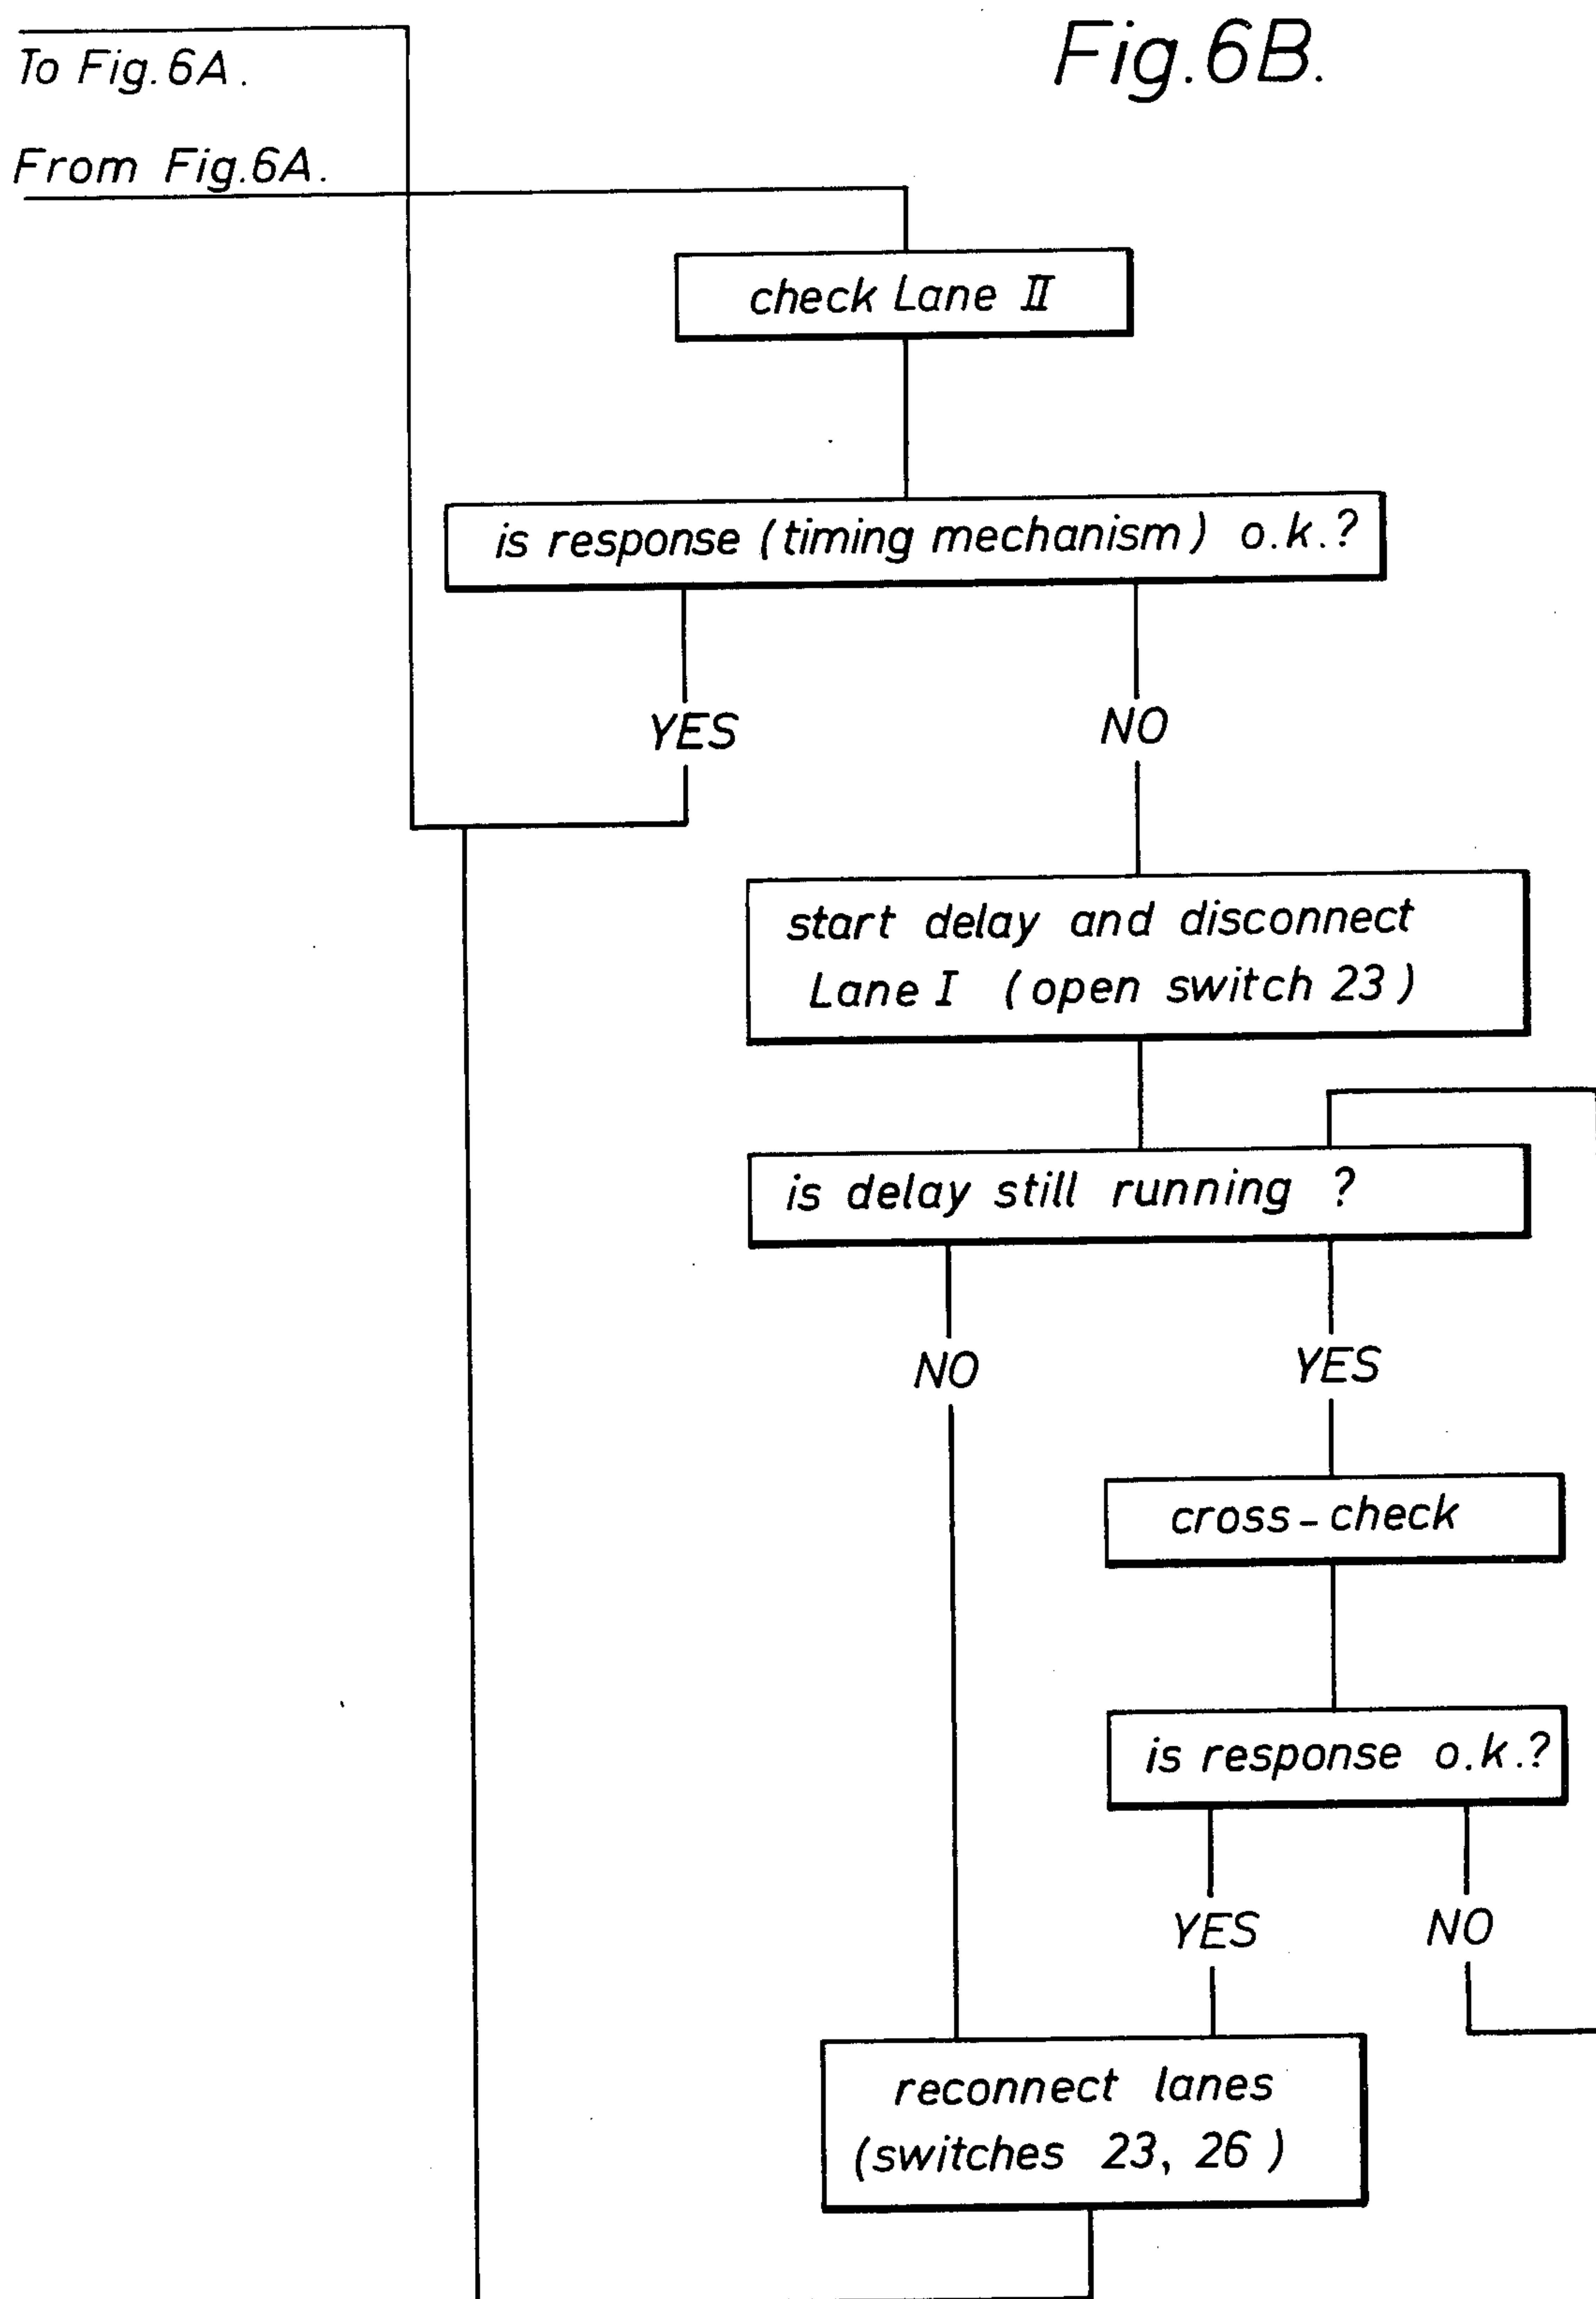 Fig.6B.
To Fig.6A.
From Fig.6A.
check Lane II
is response (timing mechanism) o.k.?
YES
NO
start delay and disconnect
Lane I (open switch 23)
is delay still running ?
NO
YES
cross-check
is response o.k.?
YES
NO
reconnect lanes
(switches 23, 26)